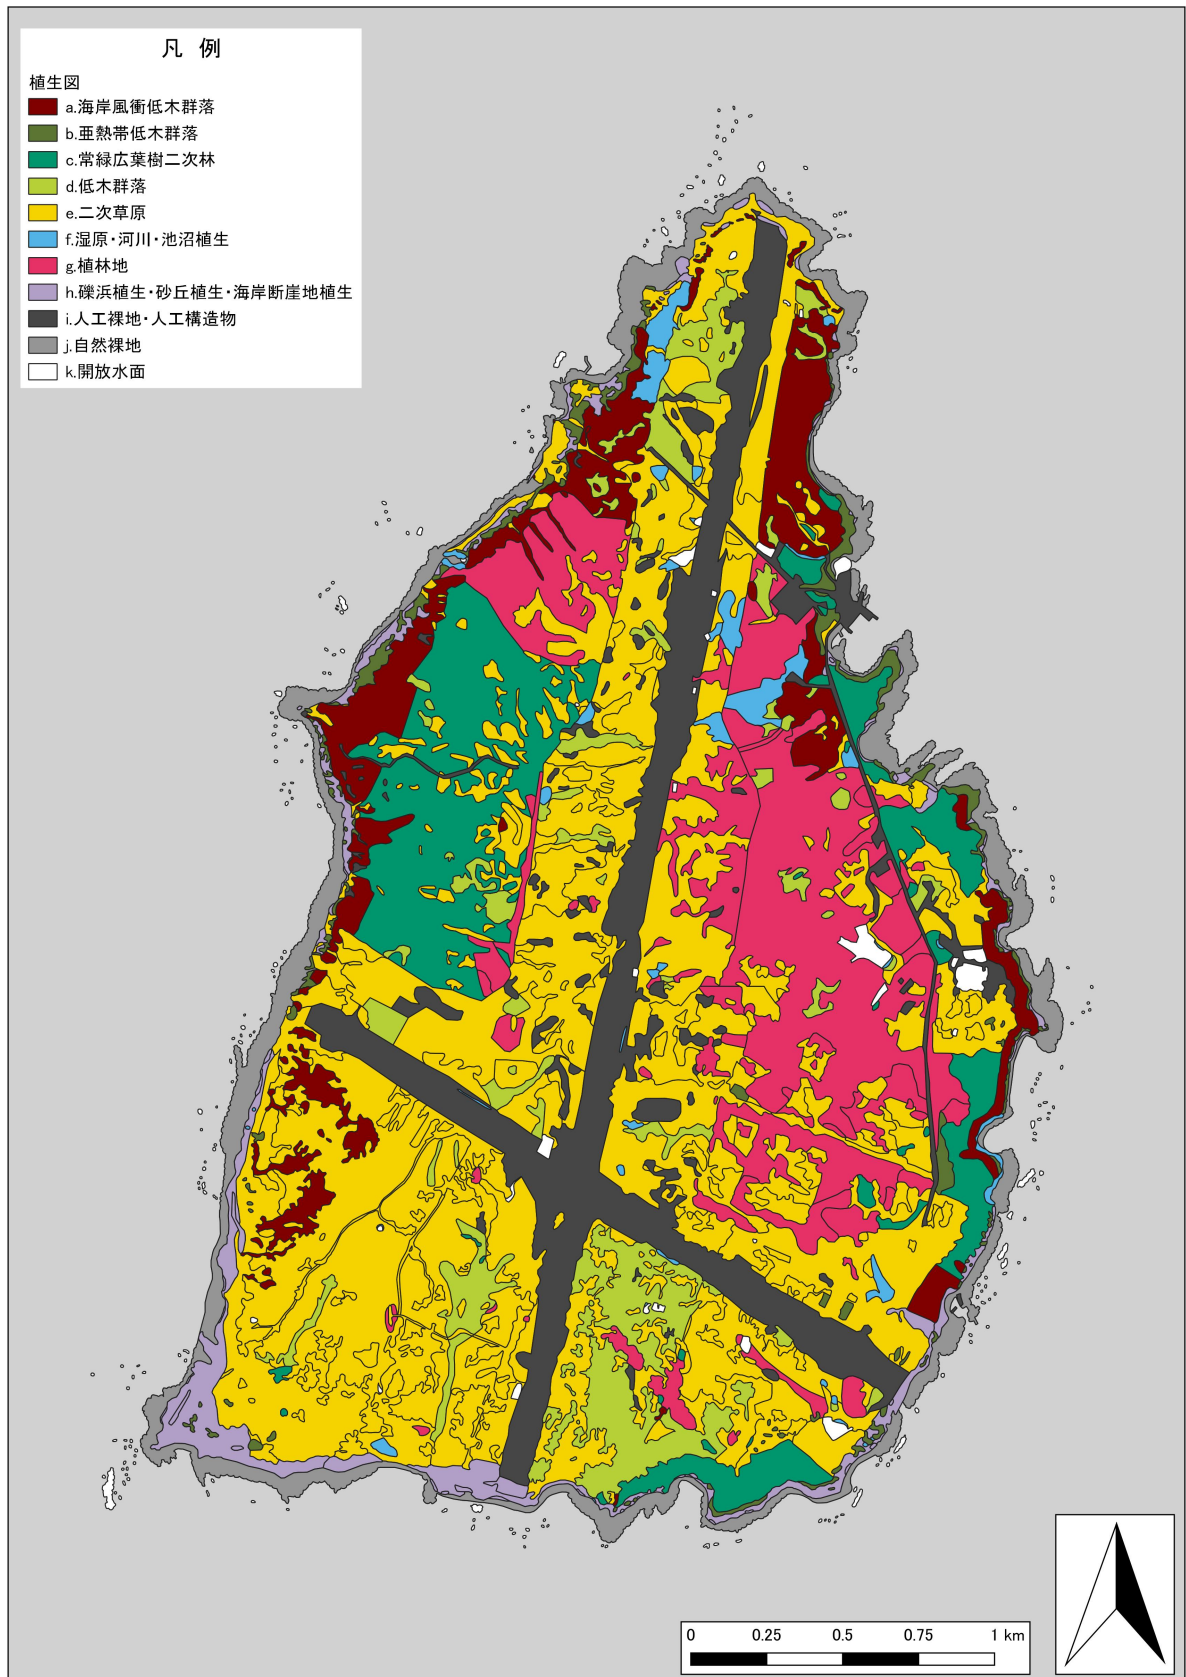 凡 例
植生図
a.海岸風衝低木群落
b.亜熱帯低木群落
c.常緑広葉樹二次林
d.低木群落
e.二次草原
f.湿原・河川・池沼植生
g.植林地
h.礫浜植生・砂丘植生・海岸断崖地植生
i.人工裸地・人工構造物
j.自然裸地
k.開放水面
0 0.25 0.5 0.75 1 km